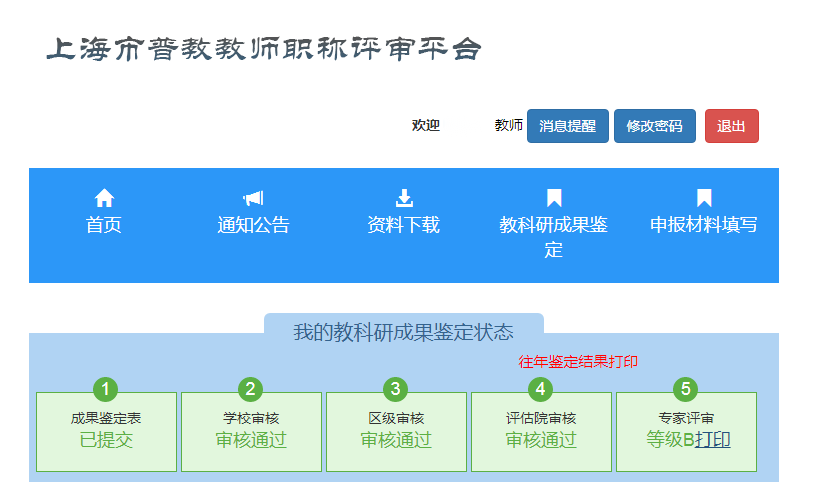 上海市普教教师职称评审平台
欢迎 教师 消息提醒 修改密码 退出
首页 通知公告 资料下载 教科研成果鉴定 申报材料填写
我的教科研成果鉴定状态
往年鉴定结果打印
1 2 3 4 5
成果鉴定表 学校审核 区级审核 评估院审核 专家评审
已提交 审核通过 审核通过 审核通过 等级B打印